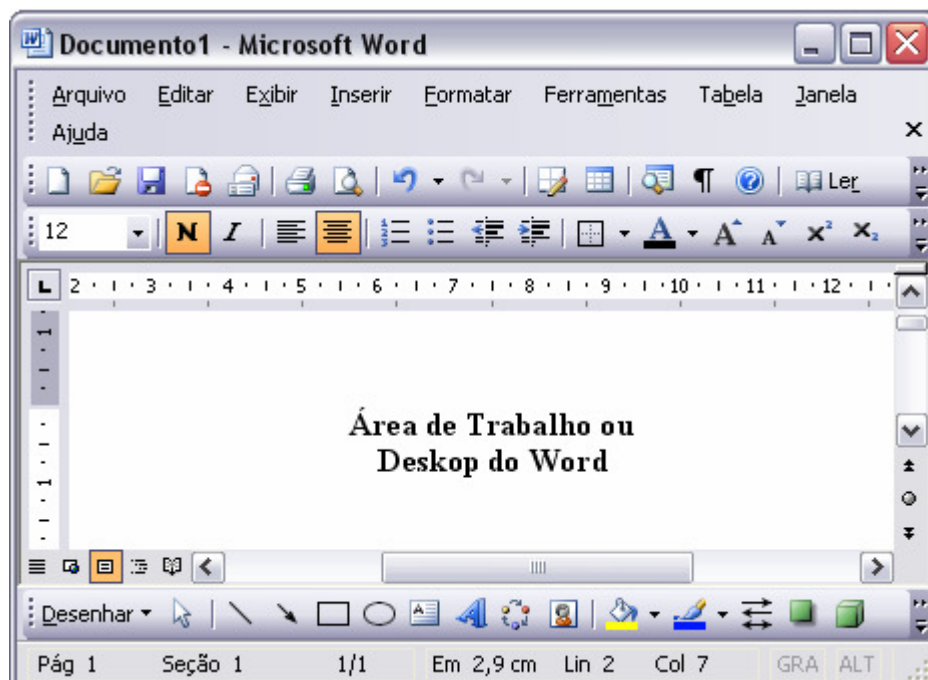 Documento1 - Microsoft Word
Arquivo Editar Exibir Inserir Formatar Ferramentas Tabela Janela
Ajuda
Ler
12 N I
2 3 4 5 6 7 8 9 10 11 12
1
Área de Trabalho ou
Deskop do Word
1
Desenhar
Pág 1 Seção 1 1/1 Em 2,9 cm Lin 2 Col 7 GRA ALT